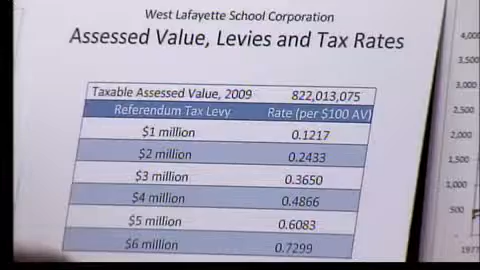 West Lafayette School Corporation
Assessed Value, Levies and Tax Rates
Taxable Assessed Value, 2009 822,013,075
Referendum Tax Levy Rate (per $100 AV)
$1 million 0.1217
$2 million 0.2433
$3 million 0.3650
$4 million 0.4866
$5 million 0.6083
$6 million 0.7299
4,000
3,500
3,000
2,500
2,000
1,500
1,000
500
1977